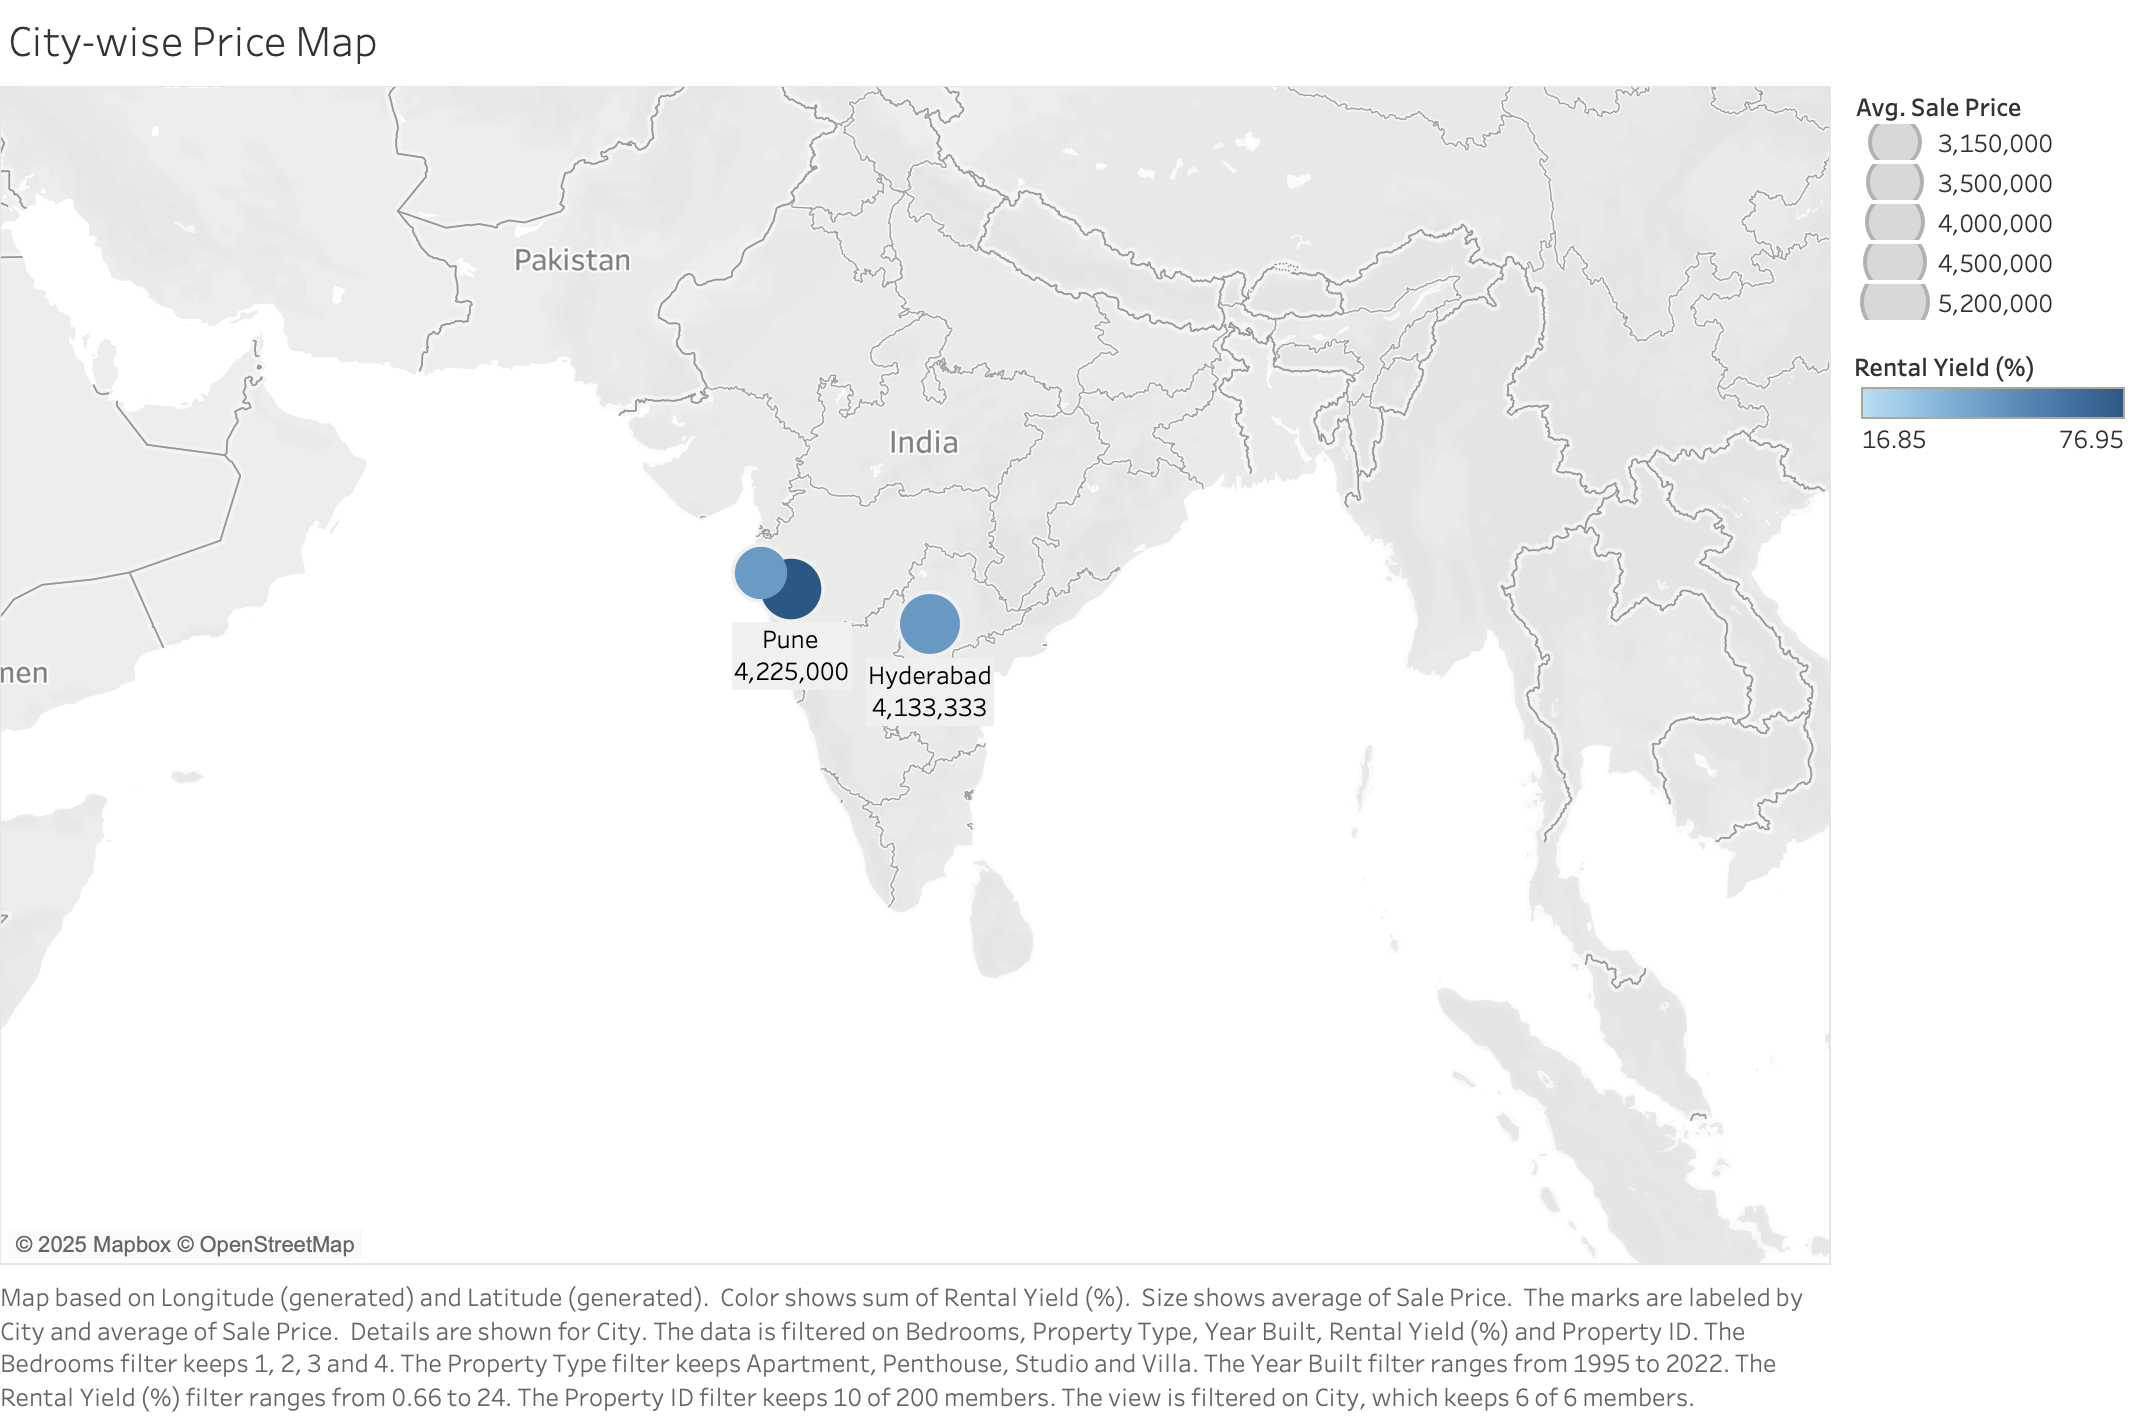 City-wise Price Map
Pakistan
India
Pune
4,225,000
Hyderabad
4,133,333
men
© 2025 Mapbox © OpenStreetMap
Avg. Sale Price
3,150,000
3,500,000
4,000,000
4,500,000
5,200,000
Rental Yield (%)
16.85 76.95
Map based on Longitude (generated) and Latitude (generated). Color shows sum of Rental Yield (%). Size shows average of Sale Price. The marks are labeled by
City and average of Sale Price. Details are shown for City. The data is filtered on Bedrooms, Property Type, Year Built, Rental Yield (%) and Property ID. The
Bedrooms filter keeps 1, 2, 3 and 4. The Property Type filter keeps Apartment, Penthouse, Studio and Villa. The Year Built filter ranges from 1995 to 2022. The
Rental Yield (%) filter ranges from 0.66 to 24. The Property ID filter keeps 10 of 200 members. The view is filtered on City, which keeps 6 of 6 members.